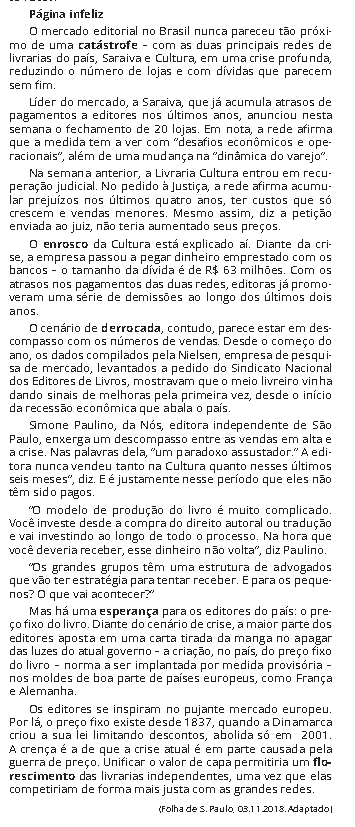 Página infeliz
O mercado editorial no Brasil nunca pareceu tão próxi-
mo de uma catástrofe – com as duas principais redes de
livrarias do país, Saraiva e Cultura, em uma crise profunda,
reduzindo o número de lojas e com dívidas que parecem
sem fim.
Líder do mercado, a Saraiva, que já acumula atrasos de
pagamentos a editores nos últimos anos, anunciou nesta
semana o fechamento de 20 lojas. Em nota, a rede afirma
que a medida tem a ver com “desafios econômicos e ope-
racionais”, além de uma mudança na “dinâmica do varejo”.
Na semana anterior, a Livraria Cultura entrou em recu-
peração judicial. No pedido à Justiça, a rede afirma acumu-
lar prejuízos nos últimos quatro anos, ter custos que só
crescem e vendas menores. Mesmo assim, diz a petição
enviada ao juiz, não teria aumentado seus preços.
O enrosco da Cultura está explicado aí. Diante da cri-
se, a empresa passou a pegar dinheiro emprestado com os
bancos – o tamanho da dívida é de R$ 63 milhões. Com os
atrasos nos pagamentos das duas redes, editoras já promo-
veram uma série de demissões ao longo dos últimos dois
anos.
O cenário de derrocada, contudo, parece estar em des-
compasso com os números de vendas. Desde o começo do
ano, os dados compilados pela Nielsen, empresa de pesqui-
sa de mercado, levantados a pedido do Sindicato Nacional
dos Editores de Livros, mostravam que o meio livreiro vinha
dando sinais de melhoras pela primeira vez, desde o início
da recessão econômica que abala o país.
Simone Paulino, da Nós, editora independente de São
Paulo, enxerga um descompasso entre as vendas em alta e
a crise. Nas palavras dela, “um paradoxo assustador.” A edi-
tora nunca vendeu tanto na Cultura quanto nesses últimos
seis meses”, diz. E é justamente nesse período que eles não
têm sido pagos.
“O modelo de produção do livro é muito complicado.
Você investe desde a compra do direito autoral ou tradução
e vai investindo ao longo de todo o processo. Na hora que
você deveria receber, esse dinheiro não volta”, diz Paulino.
“Os grandes grupos têm uma estrutura de advogados
que vão ter estratégia para tentar receber. E para os peque-
nos? O que vai acontecer?”
Mas há uma esperança para os editores do país: o pre-
ço fixo do livro. Diante do cenário de crise, a maior parte dos
editores aposta em uma carta tirada da manga no apagar
das luzes do atual governo – a criação, no país, do preço fixo
do livro – norma a ser implantada por medida provisória –
nos moldes de boa parte de países europeus, como França
e Alemanha.
Os editores se inspiram no pujante mercado europeu.
Por lá, o preço fixo existe desde 1837, quando a Dinamarca
criou a sua lei limitando descontos, abolida só em 2001.
A crença é a de que a crise atual é em parte causada pela
guerra de preço. Unificar o valor de capa permitiria um flo-
rescimento das livrarias independentes, uma vez que elas
competiriam de forma mais justa com as grandes redes.
(Folha de S. Paulo, 03.11.2018. Adaptado)